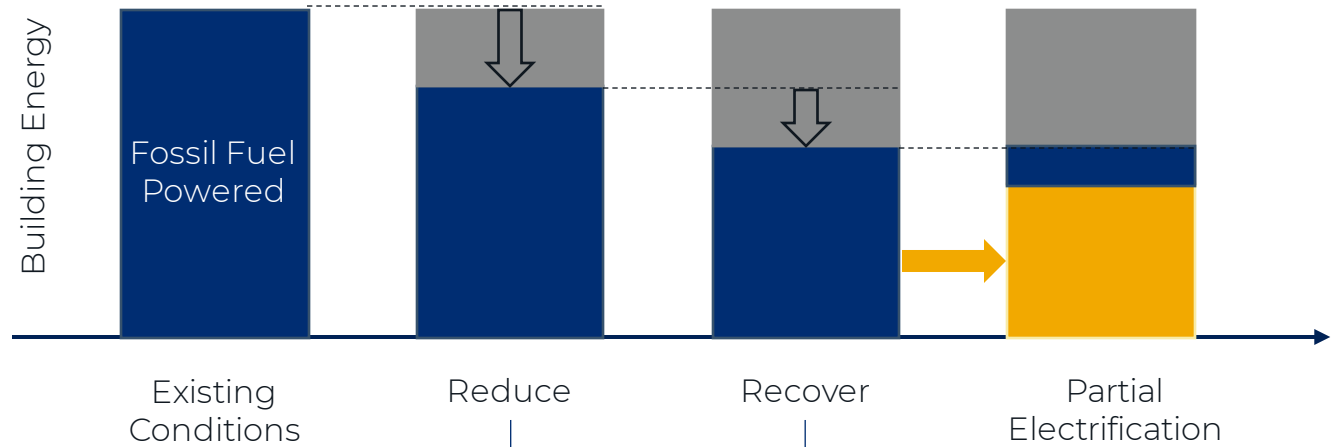 Building Energy
Fossil Fuel
Powered
Existing
Conditions
Reduce
Recover
Partial
Electrification